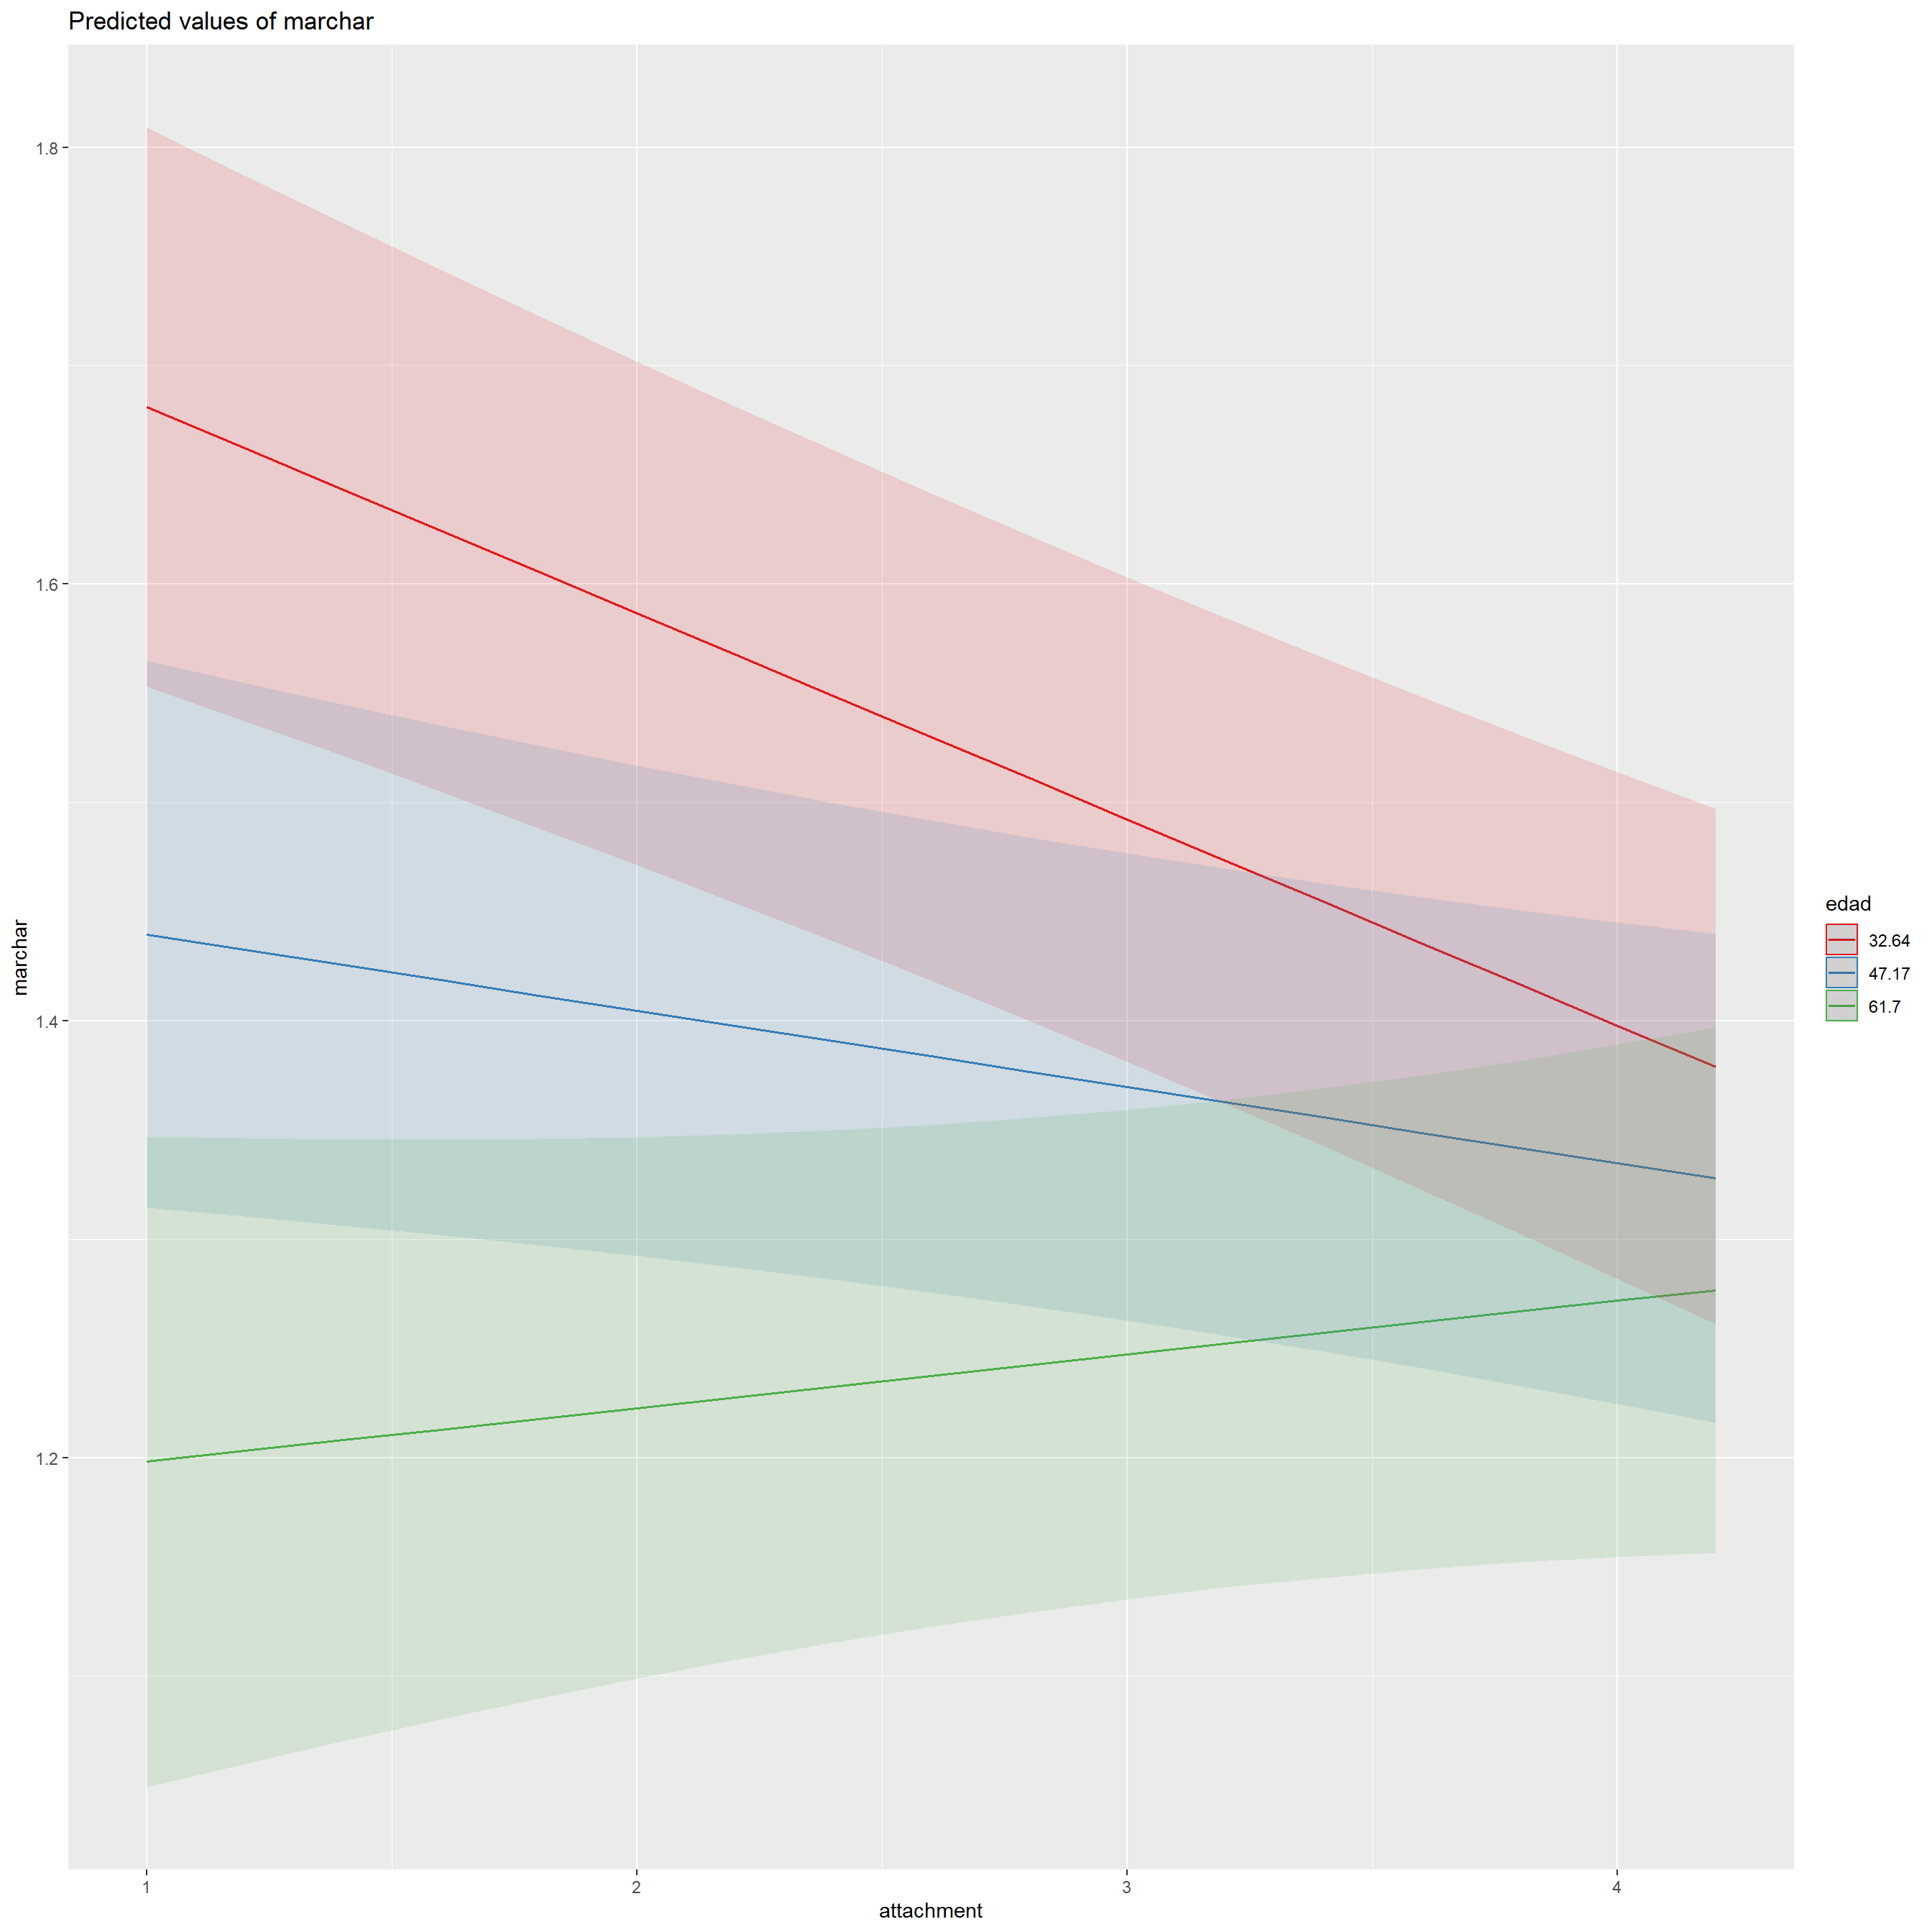 Predicted values of marchar
1.8
1.6
1.4
1.2
marchar
1
2
3
4
attachment
edad
32.64
47.17
61.7